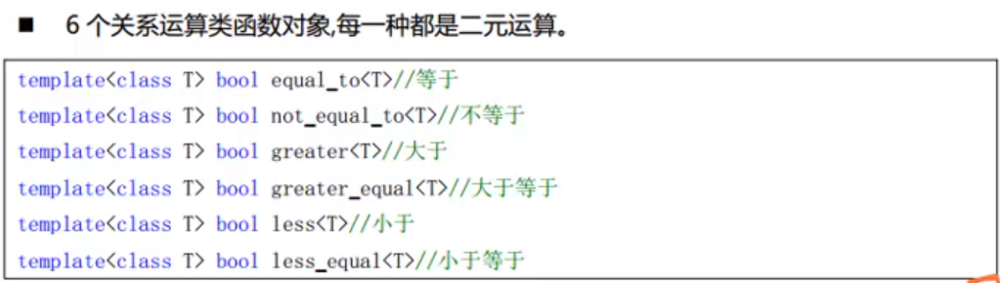 ■ 6 个关系运算类函数对象,每一种都是二元运算。
template<class T> bool equal_to<T>//等于
template<class T> bool not_equal_to<T>//不等于
template<class T> bool greater<T>//大于
template<class T> bool greater_equal<T>//大于等于
template<class T> bool less<T>//小于
template<class T> bool less_equal<T>//小于等于